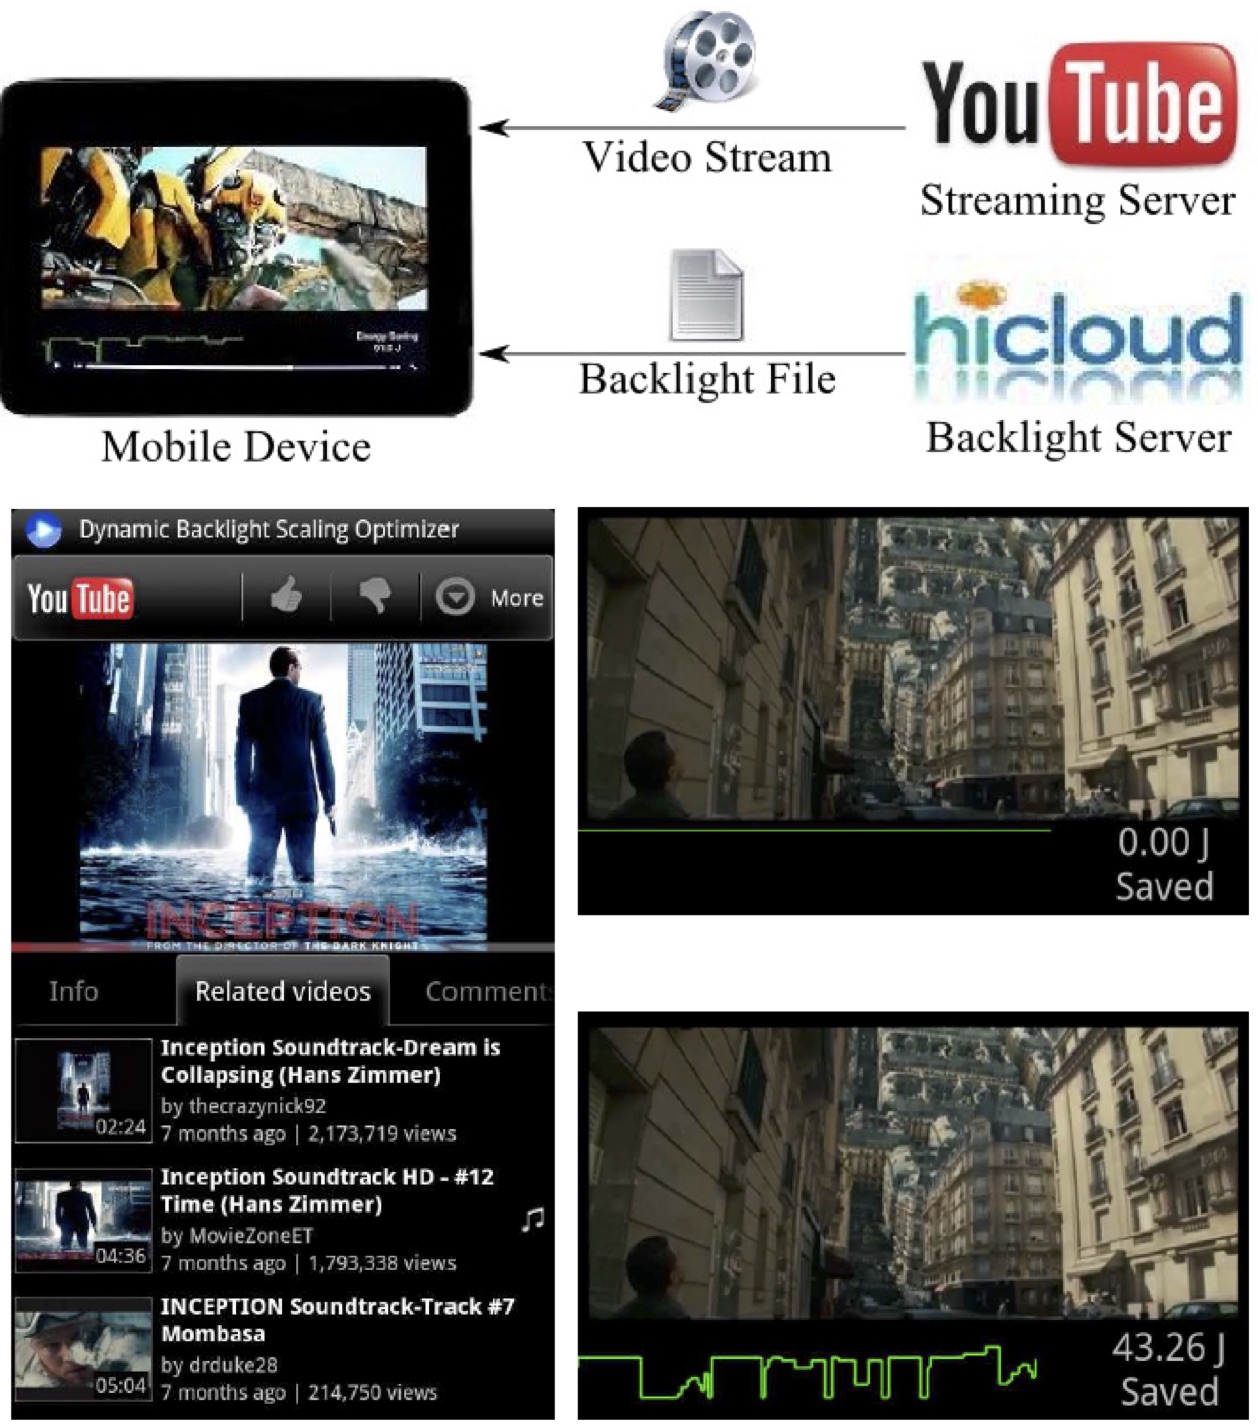 Video Stream
YouTube
Streaming Server
Energy Saving
Backlight File
hicloud
Backlight Server
Mobile Device
Dynamic Backlight Scaling Optimizer
YouTube
More
INCEPTION
FROM THE DIRECTOR OF THE DARK KNIGHT
Info
Related videos
Comment
Inception Soundtrack-Dream is
Collapsing (Hans Zimmer)
by thecrazynick92
7 months ago | 2,173,719 views
02:24
Inception Soundtrack HD - #12
Time (Hans Zimmer)
by MovieZoneET
7 months ago | 1,793,338 views
04:36
INCEPTION Soundtrack-Track #7
Mombasa
by drduke28
7 months ago | 214,750 views
05:04
0.00 J
Saved
43.26 J
Saved